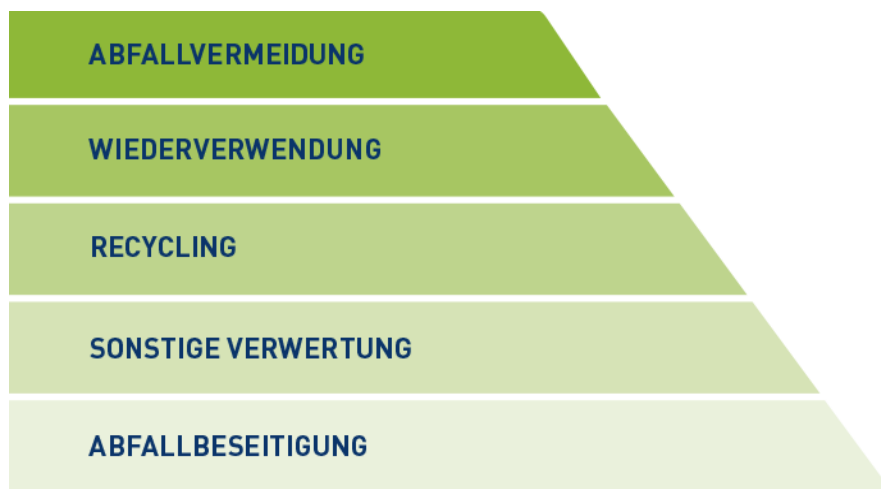 ABFALLVERMEIDUNG
WIEDERVERWENDUNG
RECYCLING
SONSTIGE VERWERTUNG
ABFALLBESEITIGUNG